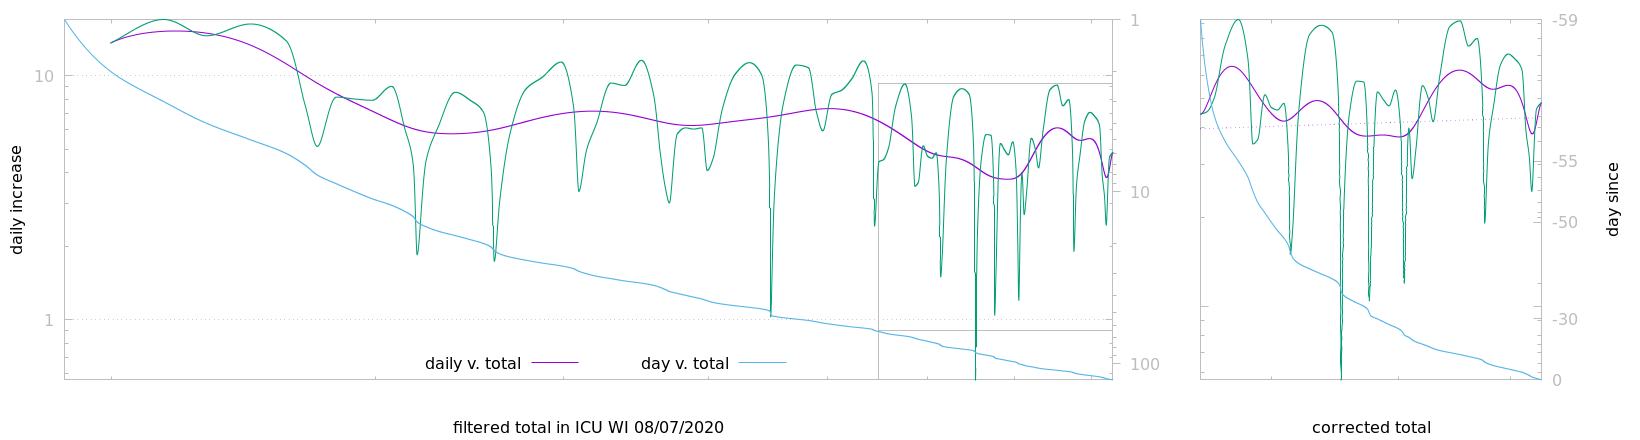 daily increase
10
1
1
10
100
daily v. total
day v. total
filtered total in ICU WI 08/07/2020
-59
-55
-50
-30
0
day since
corrected total